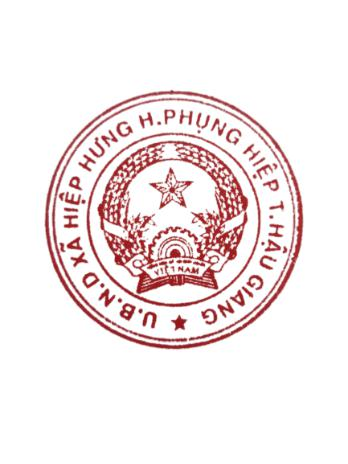 U.B.N.D XÃ HIỆP HƯNG H.PHỤNG HIỆP T.HẬU GIANG
VIỆT NAM